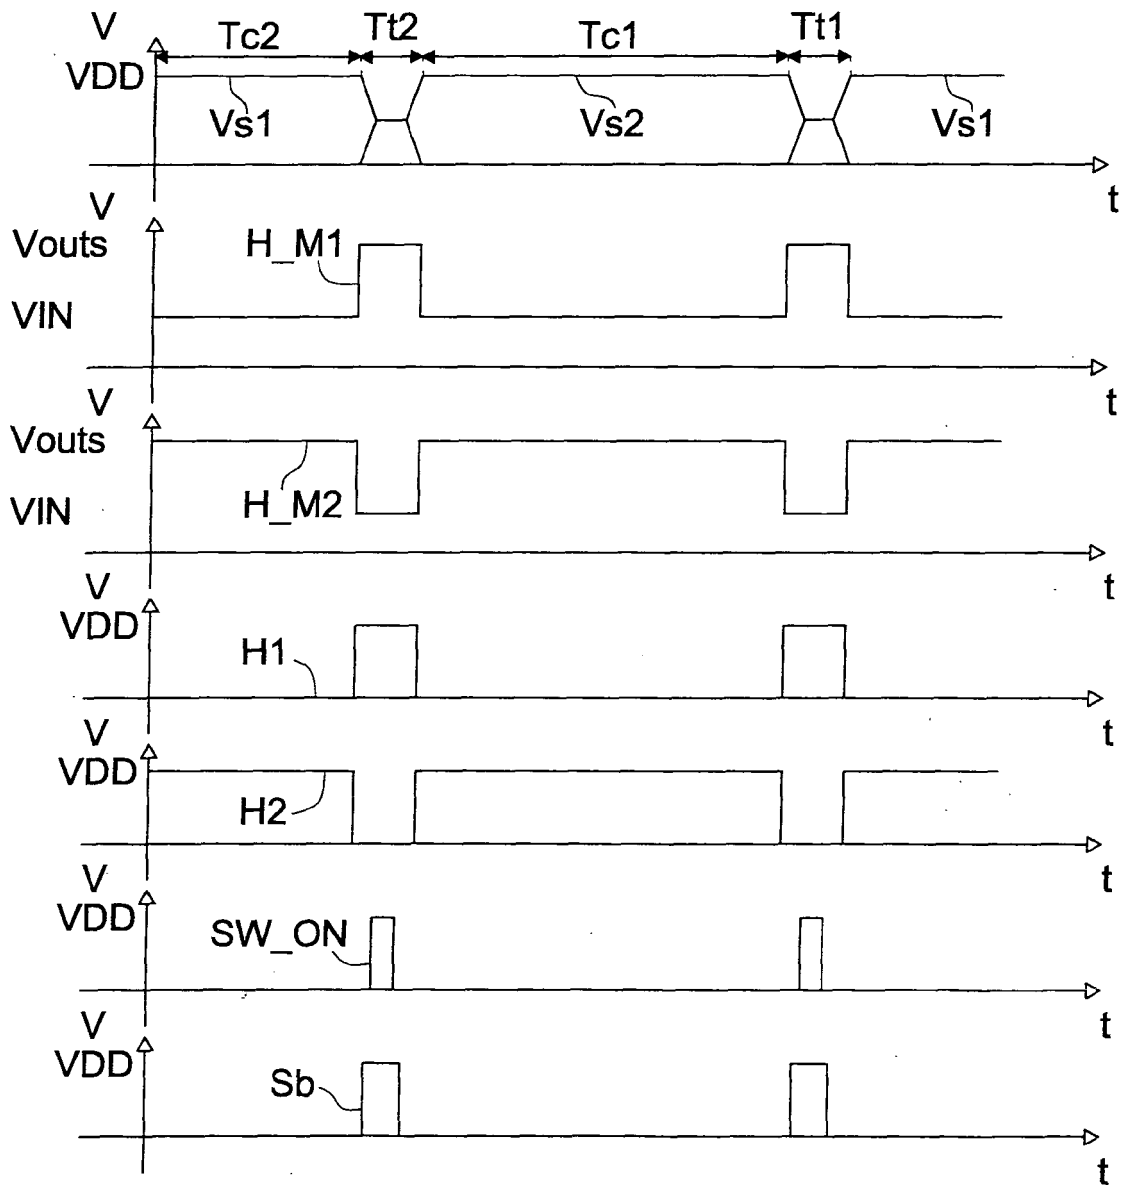 V
Tc2 Tt2 Tc1 Tt1
VDD
Vs1 Vs2 Vs1
t
V
Vouts
H_M1
VIN
t
V
Vouts
VIN
H_M2
t
V
VDD
H1
t
V
VDD
H2
t
V
VDD
SW_ON
t
V
VDD
Sb
t